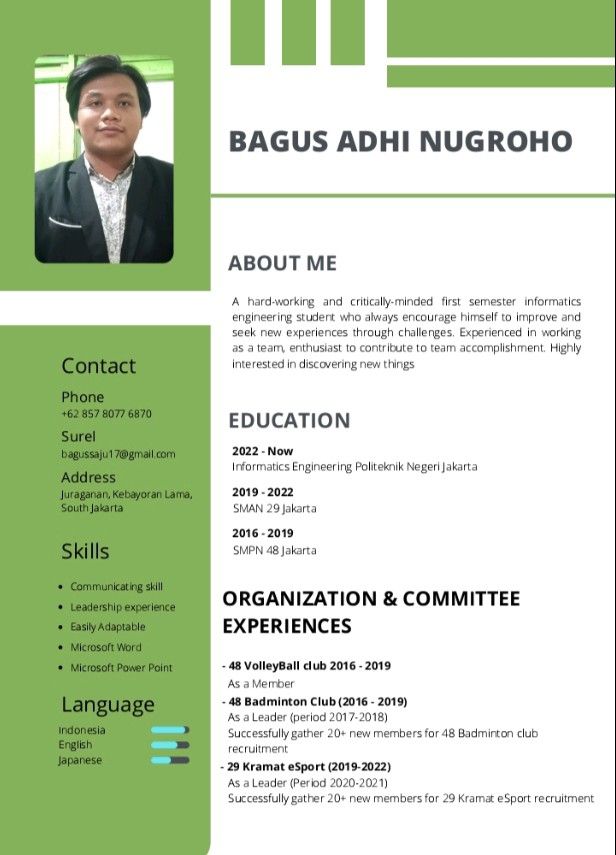 BAGUS ADHI NUGROHO
ABOUT ME
A hard-working and critically-minded first semester informatics
engineering student who always encourage himself to improve and
seek new experiences through challenges. Experienced in working
as a team, enthusiast to contribute to team accomplishment. Highly
interested in discovering new things
Contact
Phone
+62 857 8077 6870
Surel
bagussaju17@gmail.com
Address
Juraganan, Kebayoran Lama,
South Jakarta
Skills
• Communicating skill
• Leadership experience
• Easily Adaptable
• Microsoft Word
• Microsoft Power Point
Language
Indonesia
English
Japanese
EDUCATION
2022 - Now
Informatics Engineering Politeknik Negeri Jakarta
2019 - 2022
SMAN 29 Jakarta
2016 - 2019
SMPN 48 Jakarta
ORGANIZATION & COMMITTEE
EXPERIENCES
- 48 VolleyBall club 2016 - 2019
As a Member
- 48 Badminton Club (2016 - 2019)
As a Leader (period 2017-2018)
Successfully gather 20+ new members for 48 Badminton club
recruitment
- 29 Kramat eSport (2019-2022)
As a Leader (Period 2020-2021)
Successfully gather 20+ new members for 29 Kramat eSport recruitment